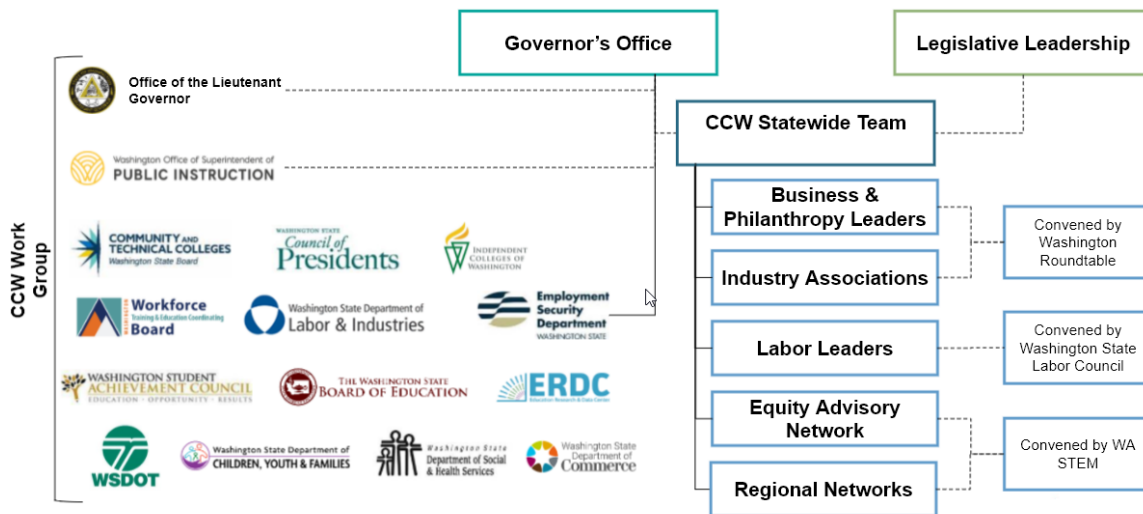 Governor's Office
Legislative Leadership
CCW Work
Group
Office of the Lieutenant
Governor
Washington Office of Superintendent of
PUBLIC INSTRUCTION
COMMUNITY AND
TECHNICAL COLLEGES
Washington State Board
WASHINGTON STATE
Council of
Presidents
INDEPENDENT
COLLEGES OF
WASHINGTON
Workforce
Training & Education Coordinating
Board
Washington State Department of
Labor & Industries
Employment
Security
Department
WASHINGTON STATE
WASHINGTON STUDENT
ACHIEVEMENT COUNCIL
EDUCATION · OPPORTUNITY · RESULTS
THE WASHINGTON STATE
BOARD OF EDUCATION
ERDC
Education Research & Data Center
WSDOT
Washington State Department of
CHILDREN, YOUTH & FAMILIES
Washington State
Department of Social
& Health Services
Washington State
Department of
Commerce
CCW Statewide Team
Business &
Philanthropy Leaders
Industry Associations
Labor Leaders
Equity Advisory
Network
Regional Networks
Convened by
Washington
Roundtable
Convened by
Washington State
Labor Council
Convened by WA
STEM